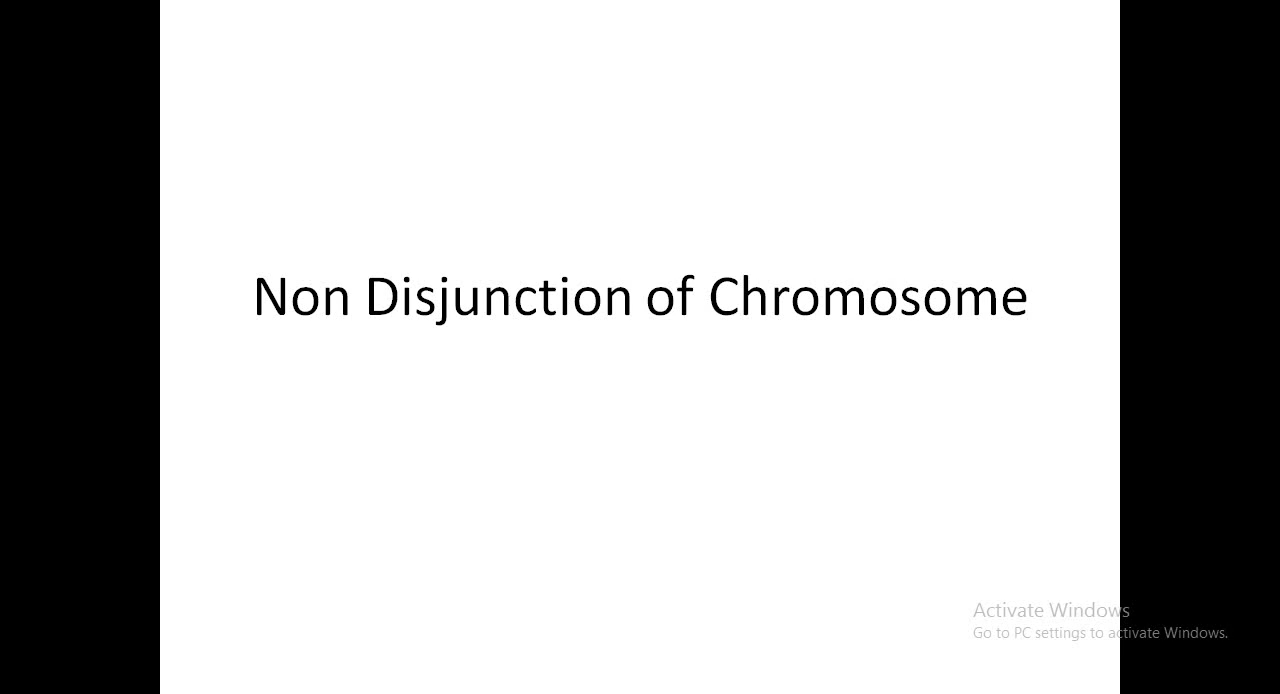 Non Disjunction of Chromosome
Activate Windows
Go to PC settings to activate Windows.